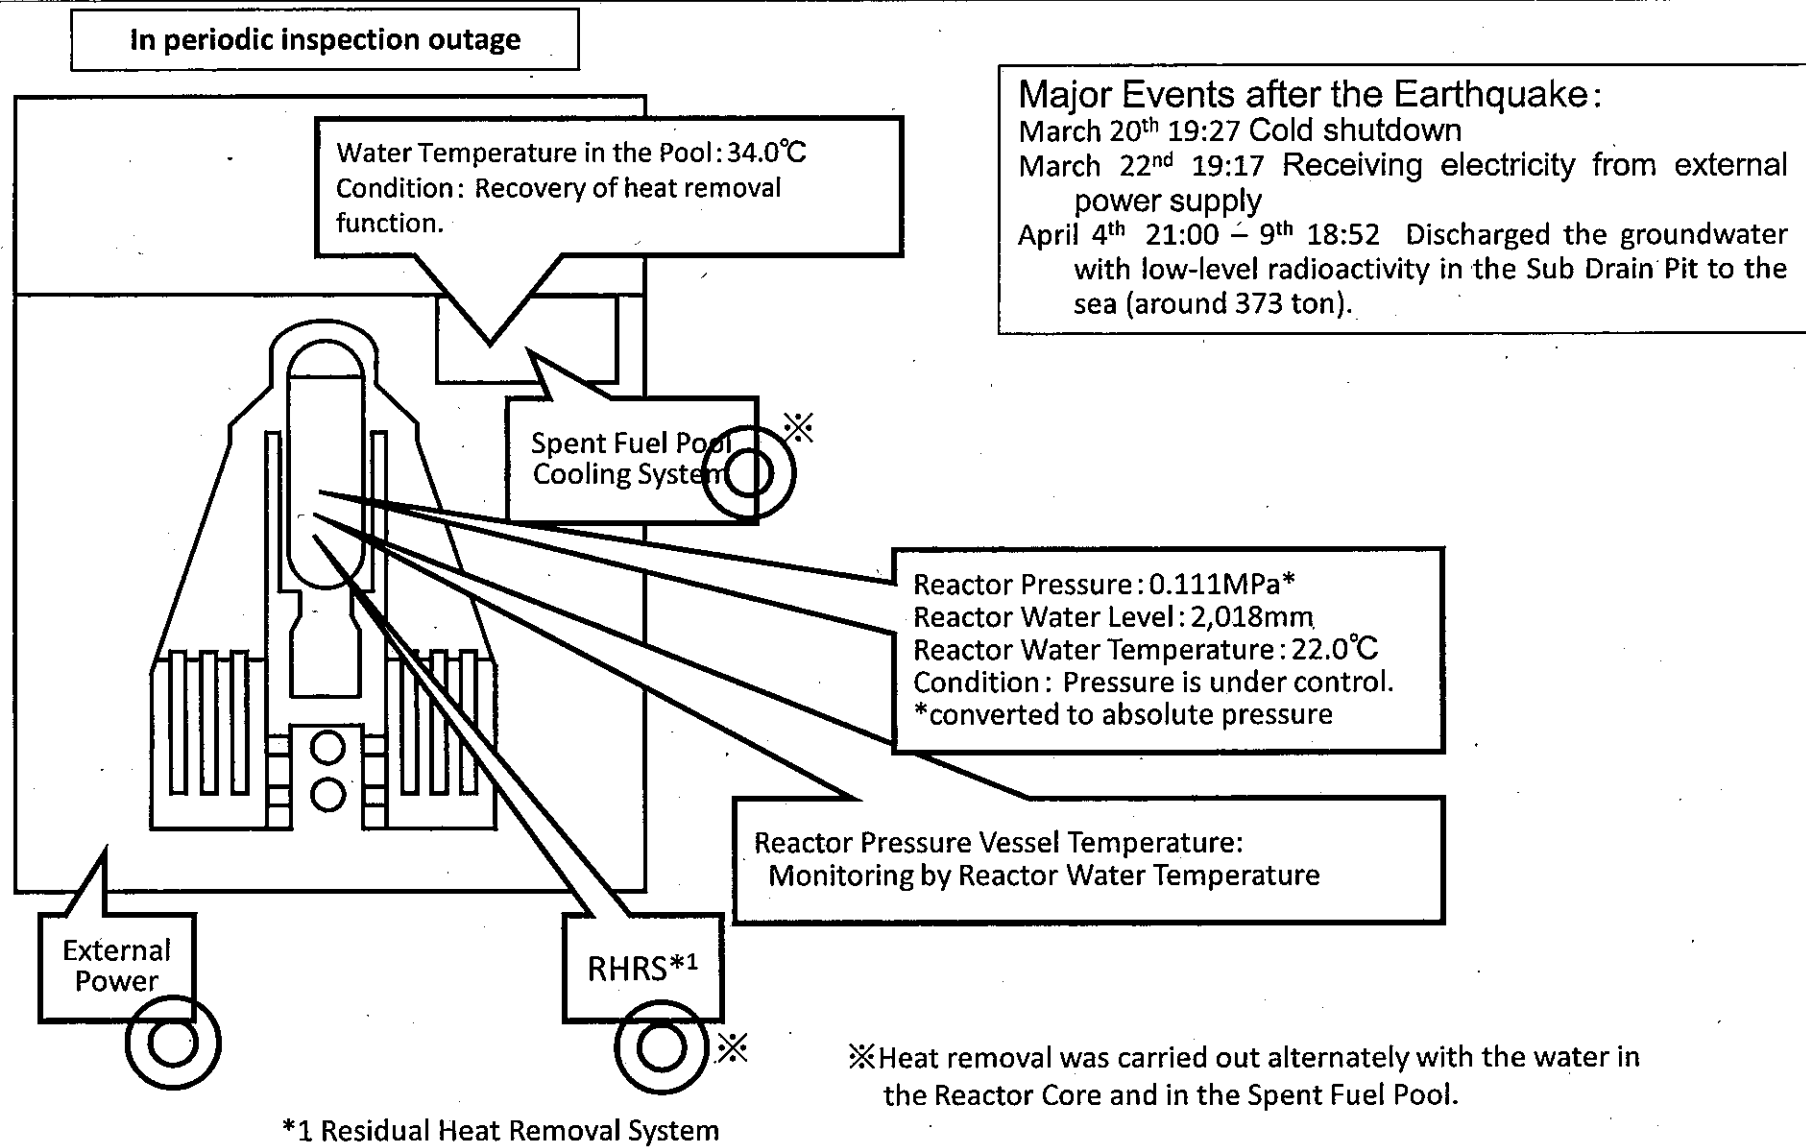 In periodic inspection outage
Major Events after the Earthquake:
March 20th 19:27 Cold shutdown
March 22nd 19:17 Receiving electricity from external
power supply
April 4th 21:00 – 9th 18:52 Discharged the groundwater
with low-level radioactivity in the Sub Drain Pit to the
sea (around 373 ton).
Water Temperature in the Pool: 34.0℃
Condition: Recovery of heat removal
function.
Spent Fuel Pool
Cooling System
※
Reactor Pressure: 0.111MPa*
Reactor Water Level: 2,018mm
Reactor Water Temperature: 22.0℃
Condition: Pressure is under control.
*converted to absolute pressure
Reactor Pressure Vessel Temperature:
Monitoring by Reactor Water Temperature
External
Power
RHRS*1
※
※Heat removal was carried out alternately with the water in
the Reactor Core and in the Spent Fuel Pool.
*1 Residual Heat Removal System